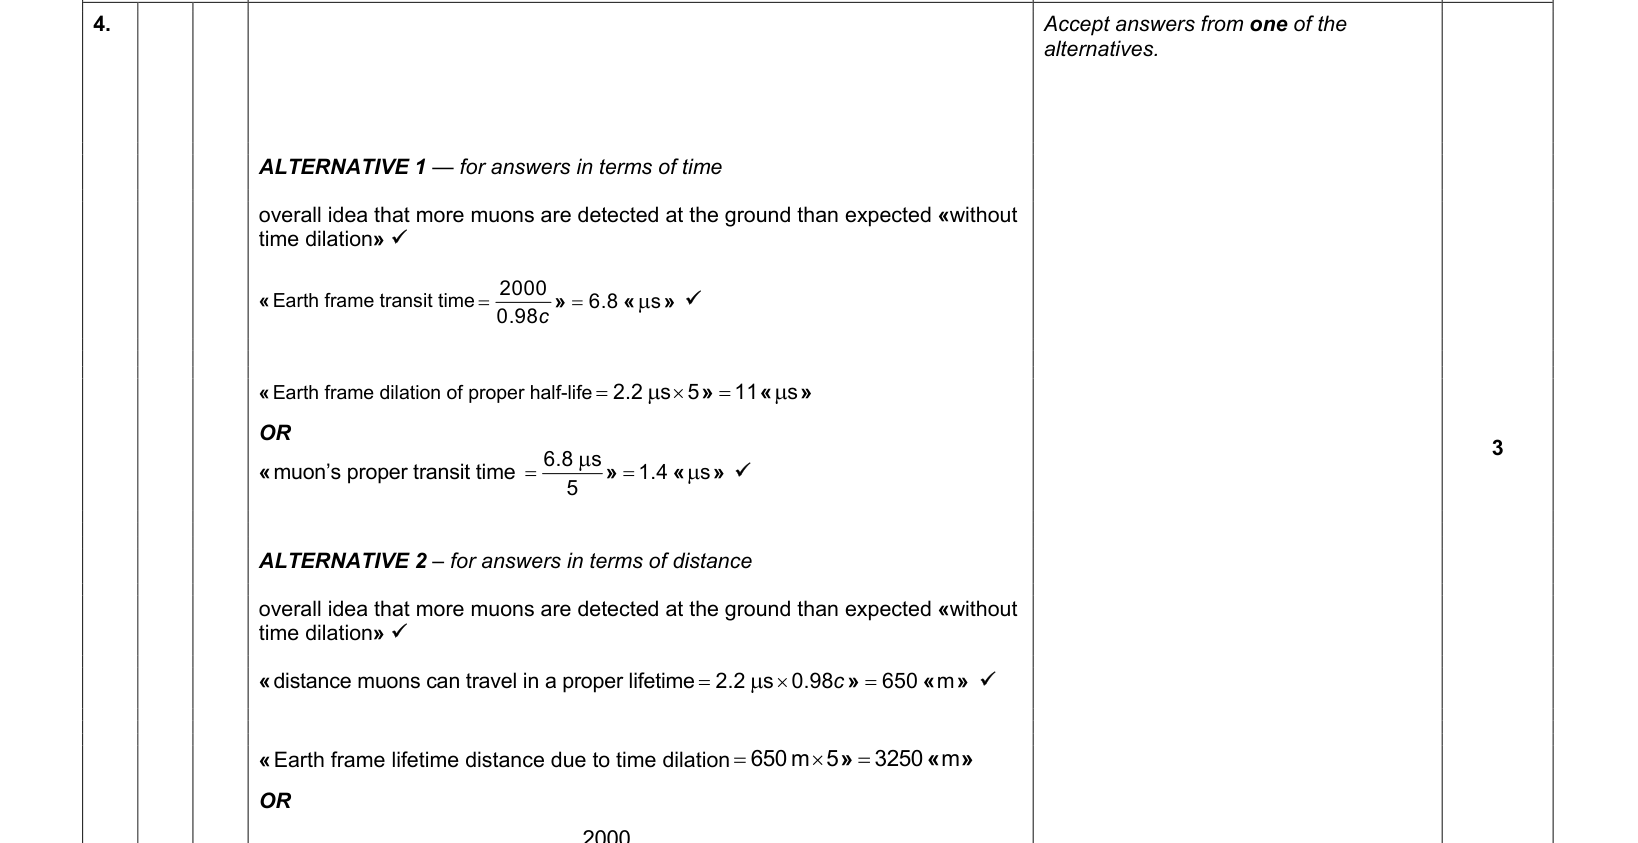 4.
Accept answers from one of the
alternatives.
ALTERNATIVE 1 — for answers in terms of time
overall idea that more muons are detected at the ground than expected «without
time dilation» ✓
« Earth frame transit time = 2000/0.98c » = 6.8 « µs » ✓
« Earth frame dilation of proper half-life = 2.2 µs × 5 » = 11 « µs »
OR
« muon’s proper transit time = 6.8 µs/5 » = 1.4 « µs » ✓
3
ALTERNATIVE 2 – for answers in terms of distance
overall idea that more muons are detected at the ground than expected «without
time dilation» ✓
« distance muons can travel in a proper lifetime = 2.2 µs × 0.98c » = 650 «m» ✓
« Earth frame lifetime distance due to time dilation = 650 m × 5 » = 3250 «m»
OR
2000